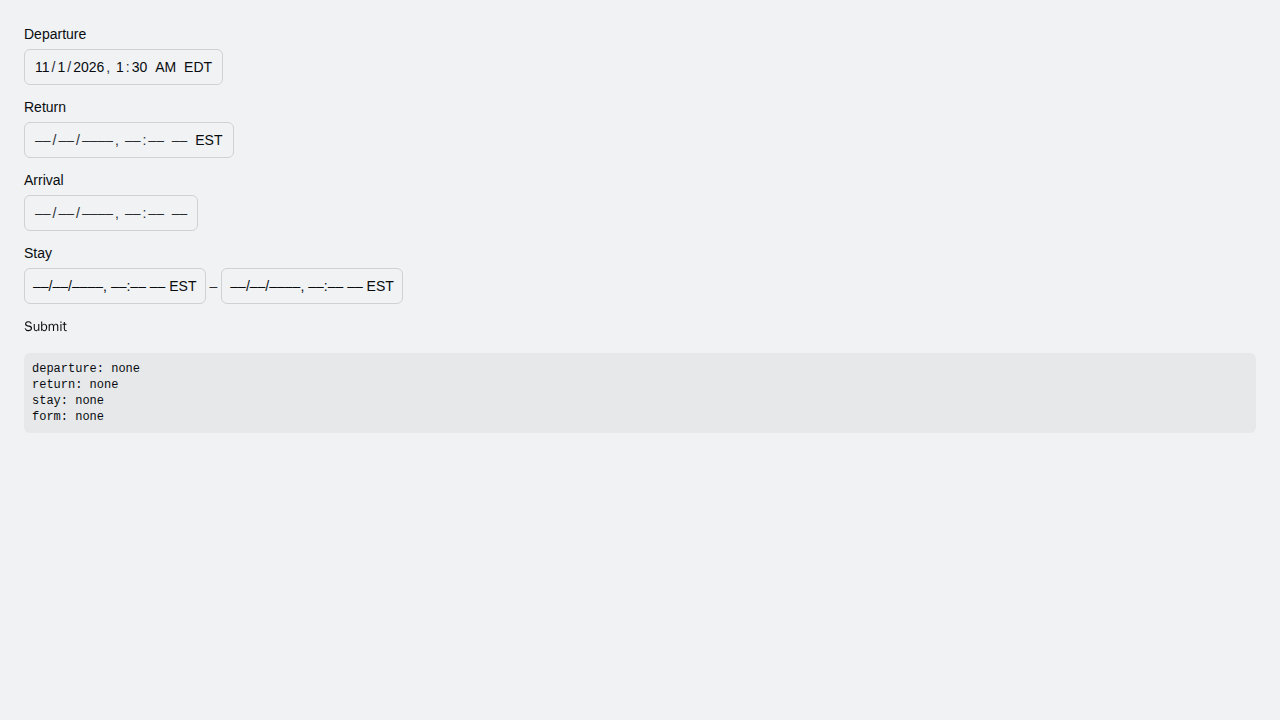 Departure
11/1/2026, 1:30 AM EDT
Return
––/––/––––, ––:–– –– EST
Arrival
––/––/––––, ––:–– ––
Stay
––/––/––––, ––:–– –– EST – ––/––/––––, ––:–– –– EST
Submit
departure: none
return: none
stay: none
form: none